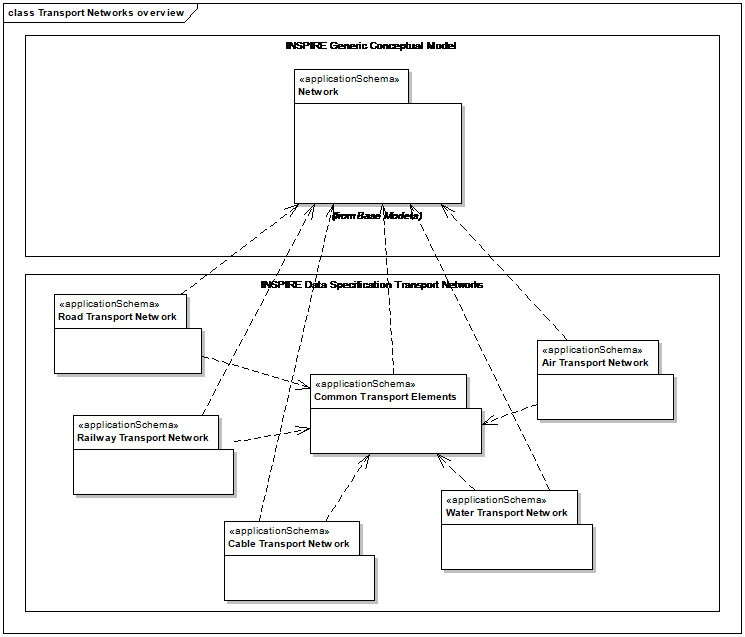 class Transport Networks overview
INSPIRE Generic Conceptual Model
«applicationSchema»
Network
(from Base Models)
INSPIRE Data Specification Transport Networks
«applicationSchema»
Road Transport Network
«applicationSchema»
Air Transport Network
«applicationSchema»
Common Transport Elements
«applicationSchema»
Railway Transport Network
«applicationSchema»
Water Transport Network
«applicationSchema»
Cable Transport Network